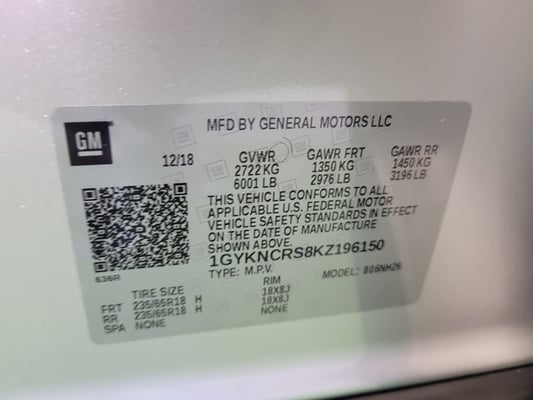 GM
MFD BY GENERAL MOTORS LLC
12/18 GVWR GAWR FRT GAWR RR
2722 KG 1350 KG 1450 KG
6001 LB 2976 LB 3196 LB
THIS VEHICLE CONFORMS TO ALL
APPLICABLE U.S. FEDERAL MOTOR
VEHICLE SAFETY STANDARDS IN EFFECT
ON THE DATE OF MANUFACTURE
SHOWN ABOVE.
1GYKNCRS8KZ196150
636R
TYPE: M.P.V. MODEL: 806NH26
TIRE SIZE RIM
FRT 235/65R18 H 18X8J
RR 235/65R18 H 18X8J
SPA NONE NONE